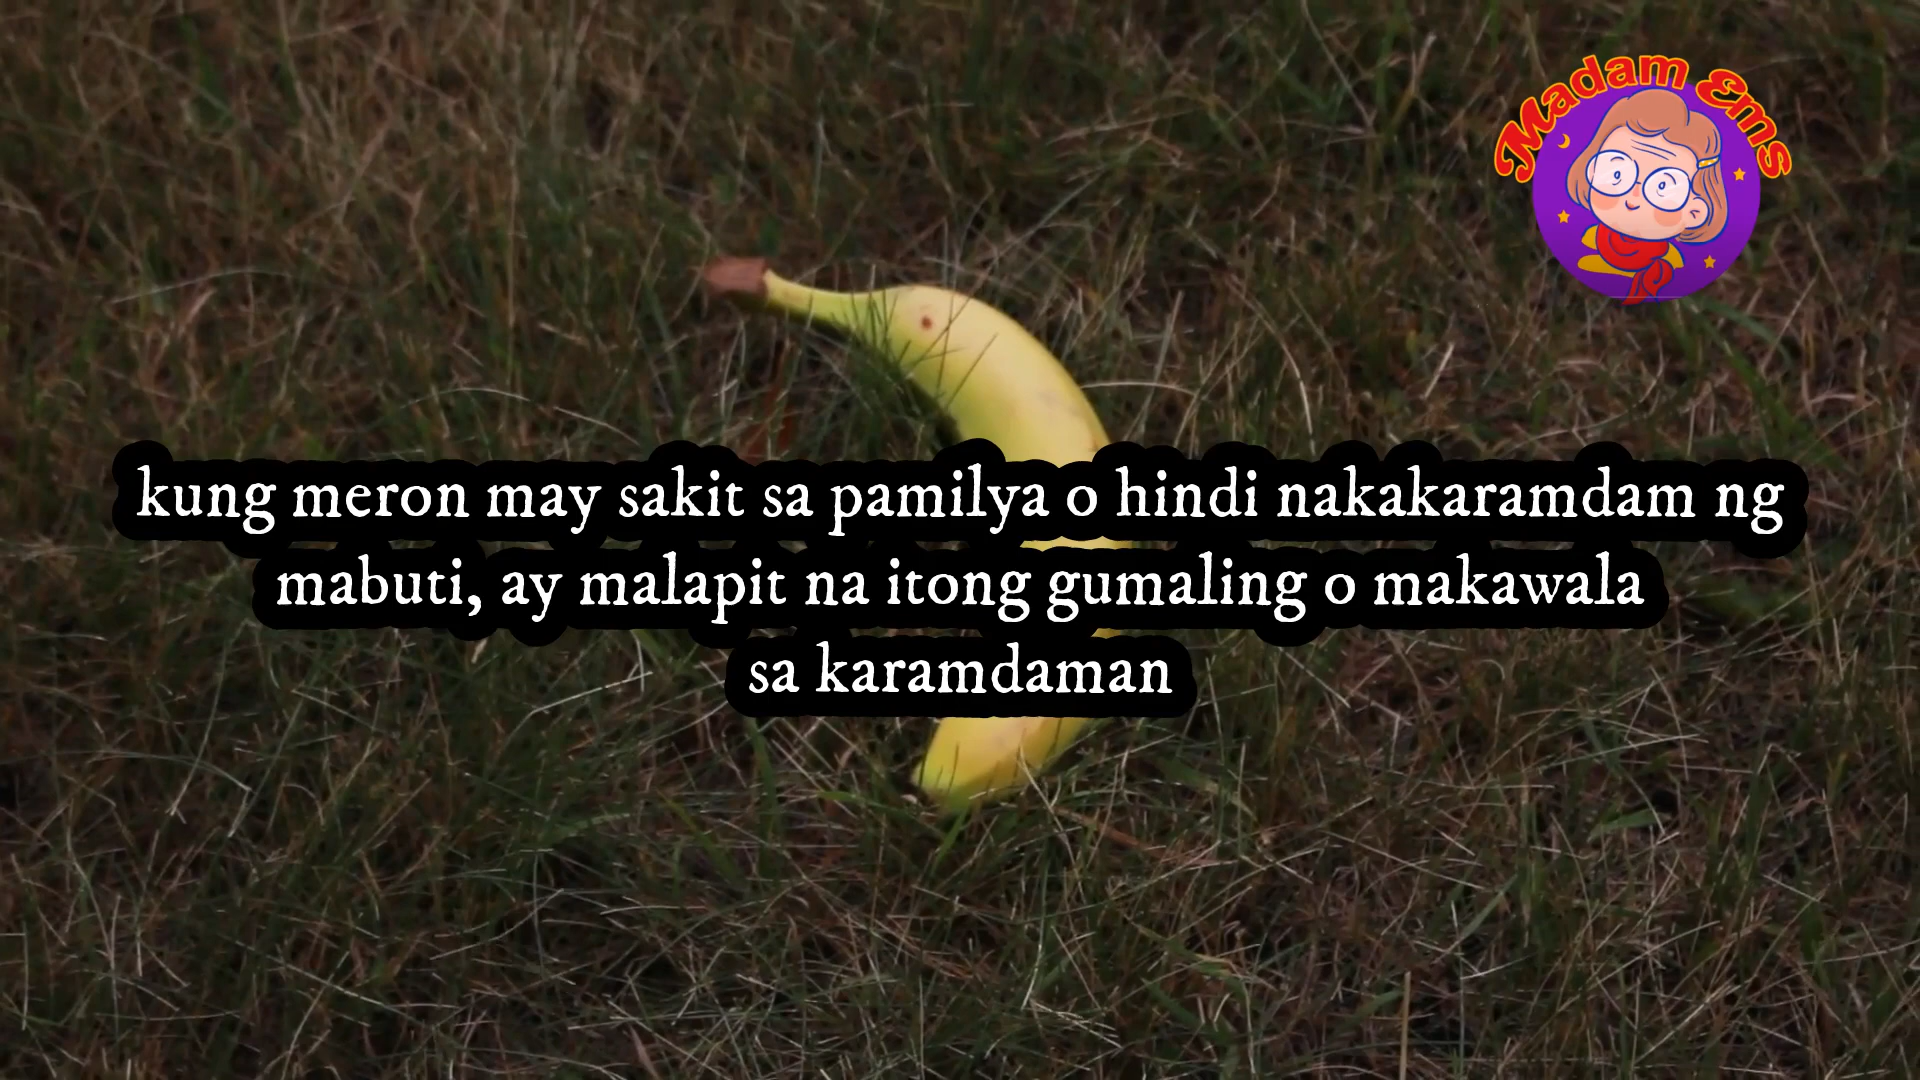 Madam Ems
kung meron may sakit sa pamilya o hindi nakakaramdam ng
mabuti, ay malapit na itong gumaling o makawala
sa karamdaman